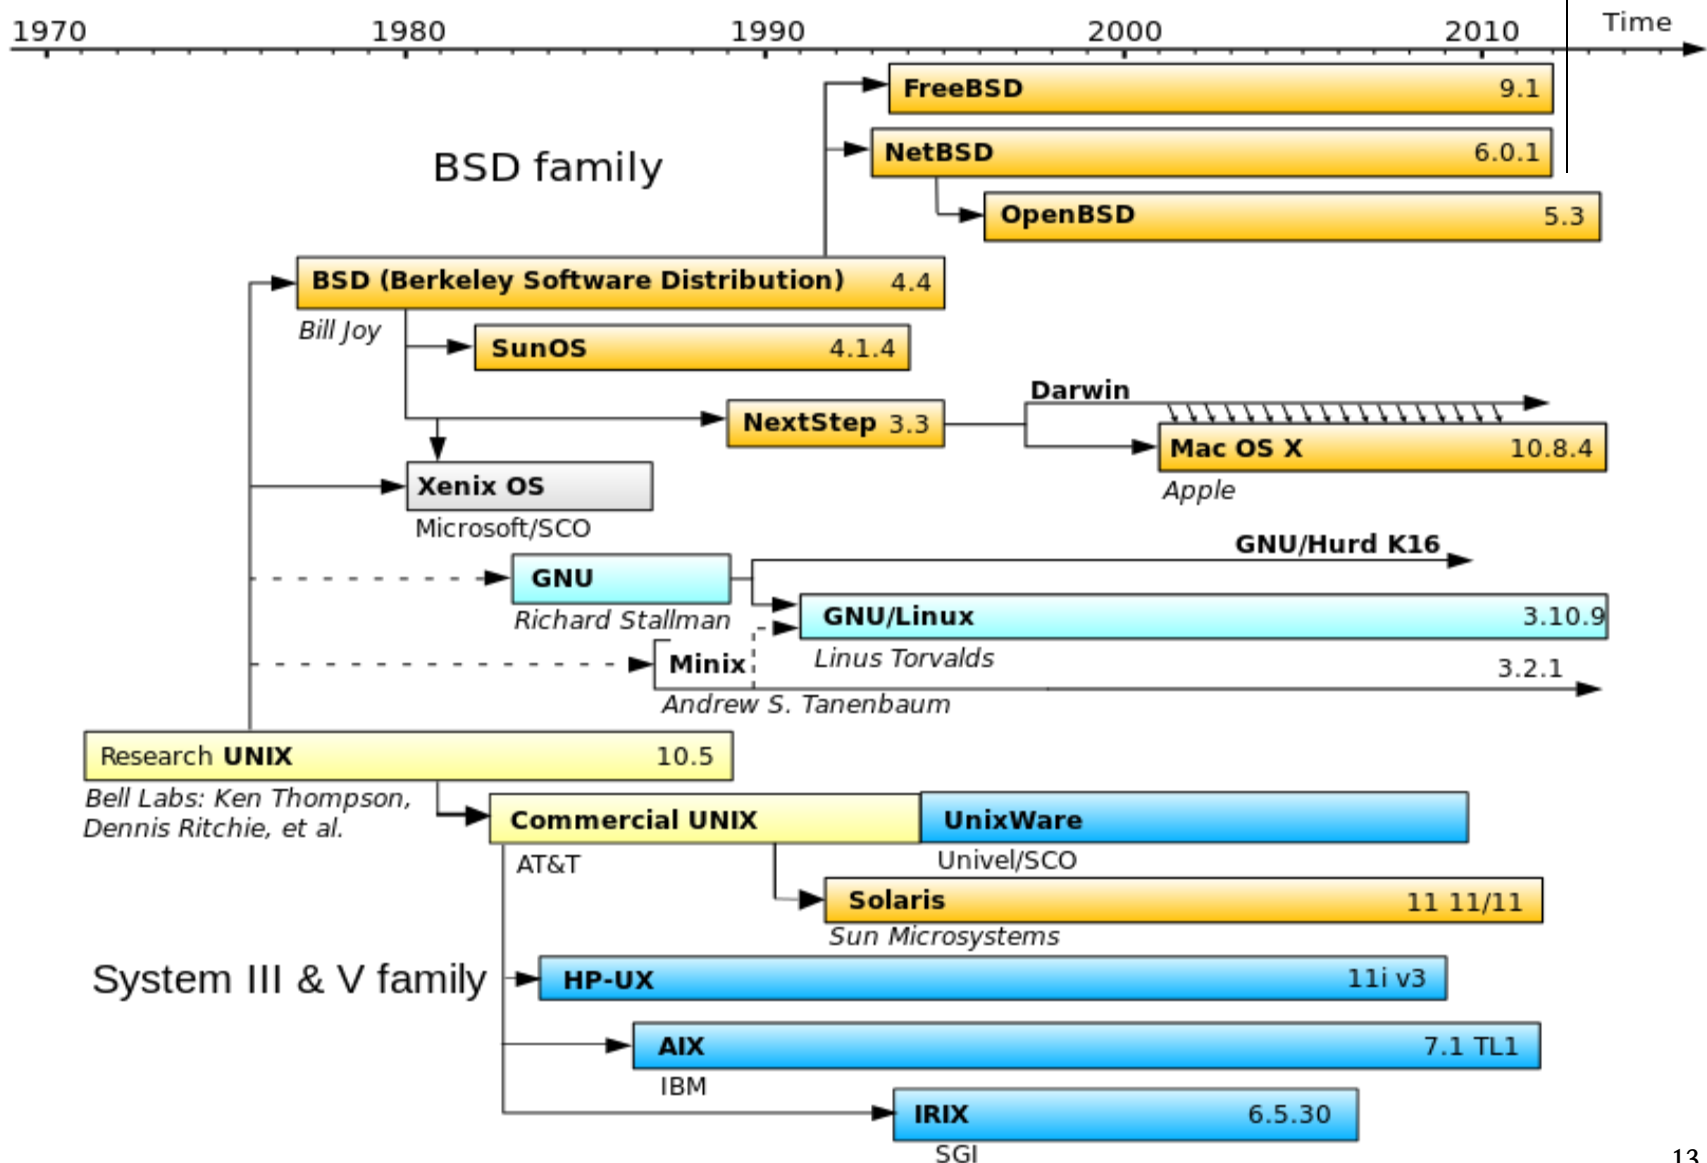 1970 1980 1990 2000 2010 Time
FreeBSD 9.1
BSD family
NetBSD 6.0.1
OpenBSD 5.3
BSD (Berkeley Software Distribution) 4.4
Bill Joy
SunOS 4.1.4
Darwin
NextStep 3.3
Mac OS X 10.8.4
Apple
Xenix OS
Microsoft/SCO
GNU/Hurd K16
GNU
Richard Stallman
GNU/Linux 3.10.9
Linus Torvalds
Minix 3.2.1
Andrew S. Tanenbaum
Research UNIX 10.5
Bell Labs: Ken Thompson,
Dennis Ritchie, et al.
Commercial UNIX
UnixWare
AT&T
Univel/SCO
Solaris 11 11/11
Sun Microsystems
System III & V family
HP-UX 11i v3
AIX 7.1 TL1
IBM
IRIX 6.5.30
SGI
13